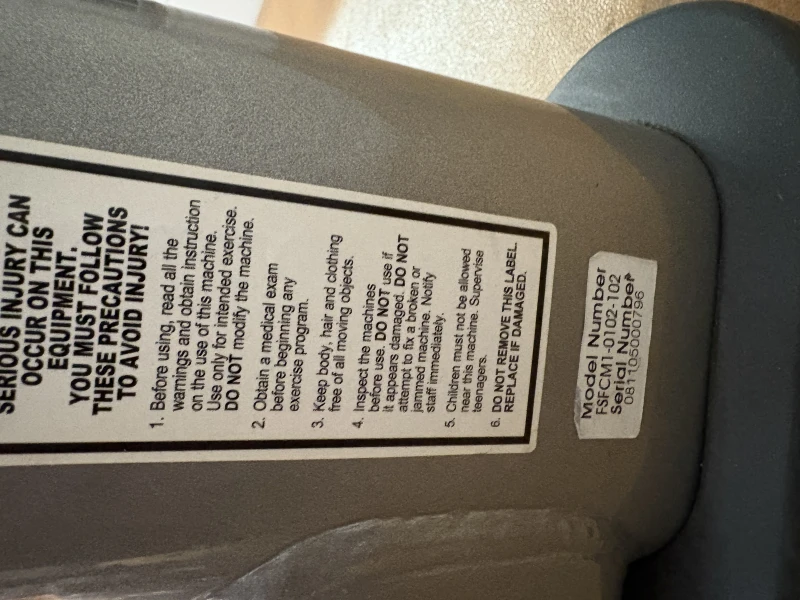 SERIOUS INJURY CAN
OCCUR ON THIS
EQUIPMENT.
YOU MUST FOLLOW
THESE PRECAUTIONS
TO AVOID INJURY!
1. Before using, read all the
warnings and obtain instruction
on the use of this machine.
Use only for intended exercise.
DO NOT modify the machine.
2. Obtain a medical exam
before beginning any
exercise program.
3. Keep body, hair and clothing
free of all moving objects.
4. Inspect the machines
before use. DO NOT use if
it appears damaged. DO NOT
attempt to fix a broken or
jammed machine. Notify
staff immediately.
5. Children must not be allowed
near this machine. Supervise
teenagers.
6. DO NOT REMOVE THIS LABEL.
REPLACE IF DAMAGED.
Model Number
FSFCM1-0102-102
Serial Number
081105000796